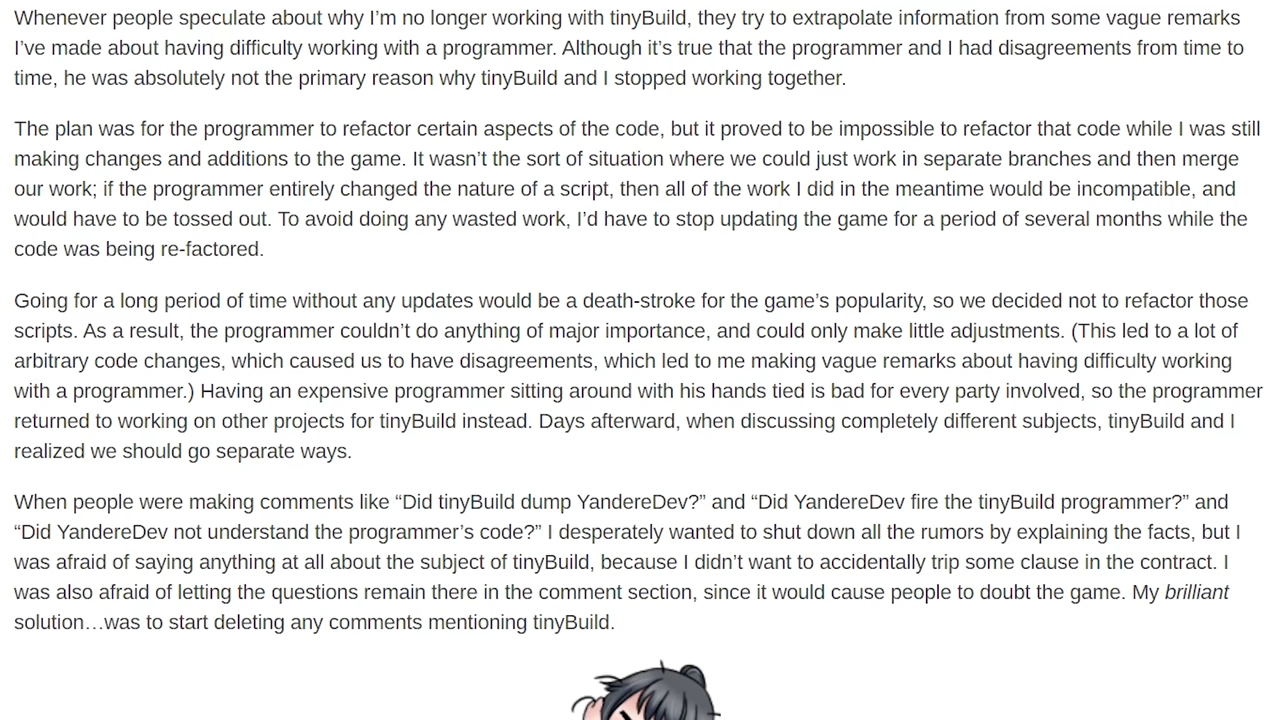 Whenever people speculate about why I’m no longer working with tinyBuild, they try to extrapolate information from some vague remarks
I’ve made about having difficulty working with a programmer. Although it’s true that the programmer and I had disagreements from time to
time, he was absolutely not the primary reason why tinyBuild and I stopped working together.
The plan was for the programmer to refactor certain aspects of the code, but it proved to be impossible to refactor that code while I was still
making changes and additions to the game. It wasn’t the sort of situation where we could just work in separate branches and then merge
our work; if the programmer entirely changed the nature of a script, then all of the work I did in the meantime would be incompatible, and
would have to be tossed out. To avoid doing any wasted work, I’d have to stop updating the game for a period of several months while the
code was being re-factored.
Going for a long period of time without any updates would be a death-stroke for the game’s popularity, so we decided not to refactor those
scripts. As a result, the programmer couldn’t do anything of major importance, and could only make little adjustments. (This led to a lot of
arbitrary code changes, which caused us to have disagreements, which led to me making vague remarks about having difficulty working
with a programmer.) Having an expensive programmer sitting around with his hands tied is bad for every party involved, so the programmer
returned to working on other projects for tinyBuild instead. Days afterward, when discussing completely different subjects, tinyBuild and I
realized we should go separate ways.
When people were making comments like “Did tinyBuild dump YandereDev?” and “Did YandereDev fire the tinyBuild programmer?” and
“Did YandereDev not understand the programmer’s code?” I desperately wanted to shut down all the rumors by explaining the facts, but I
was afraid of saying anything at all about the subject of tinyBuild, because I didn’t want to accidentally trip some clause in the contract. I
was also afraid of letting the questions remain there in the comment section, since it would cause people to doubt the game. My brilliant
solution…was to start deleting any comments mentioning tinyBuild.